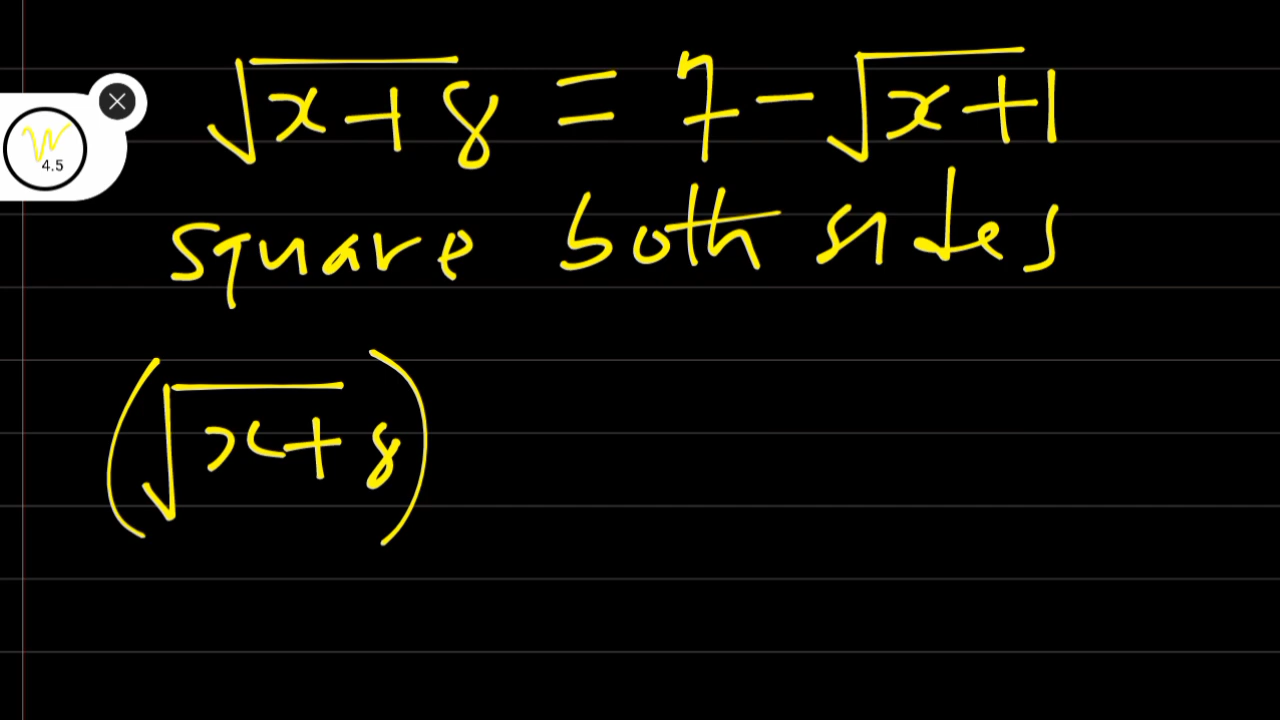 √x+8 = 7-√x+1
4.5
square both sides
(√x+8)